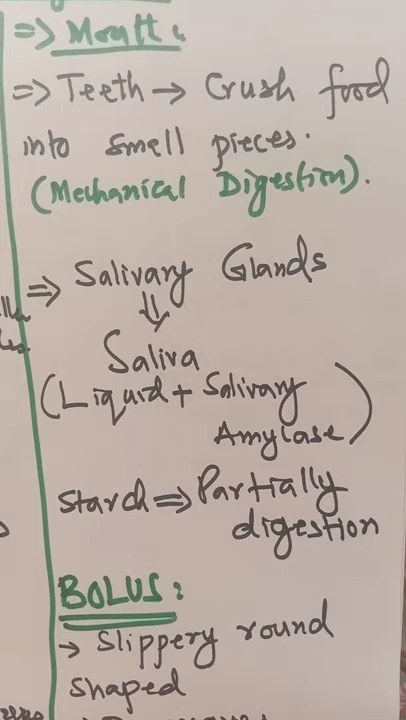 => Mouth:
=> Teeth → Crush food
into small pieces.
(Mechanical Digestion).
=> Salivary Glands
⇓
Saliva
(Liquid + Salivary
Amylase)
Starch => Partially
digestion
BOLUS:
→ Slippery round
shaped